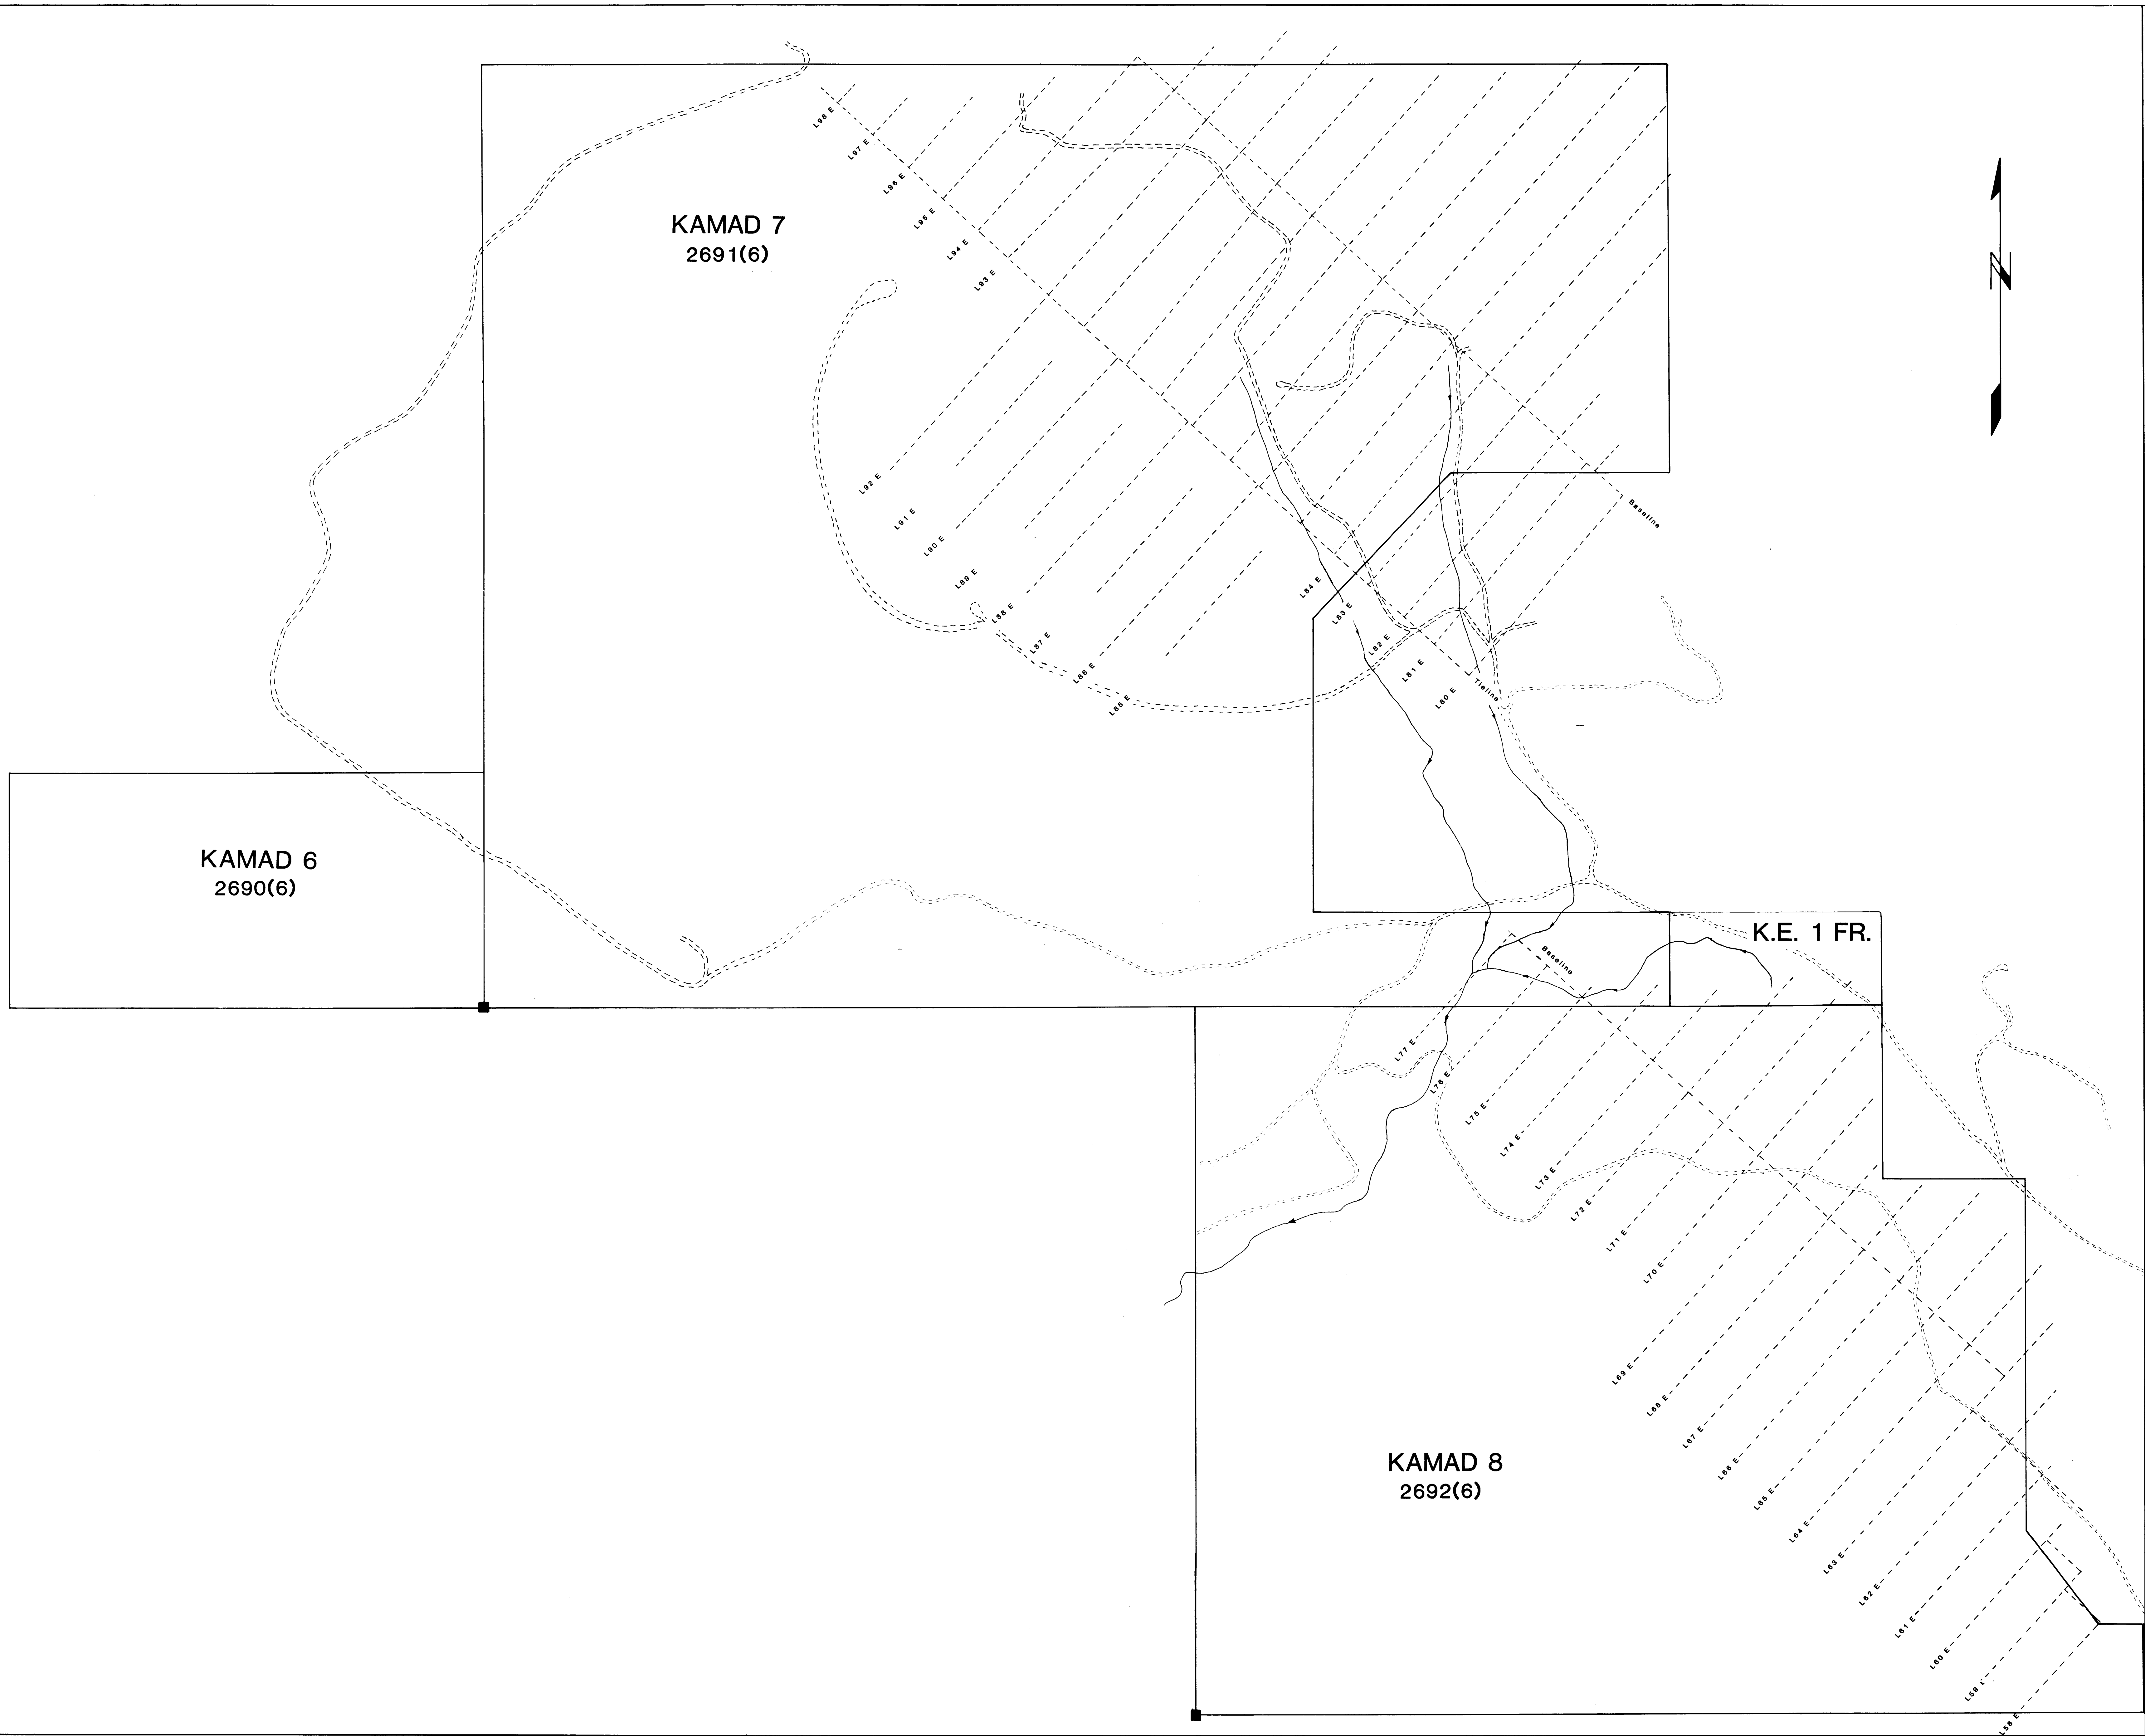 L98 E
L97 E
L96 E
L95 E
L94 E
L93 E
KAMAD 7
2691(6)
N
L92 E
L91 E
L90 E
L89 E
L88 E
L87 E
L86 E
L85 E
L84 E
L83 E
L82 E
L81 E
L80 E
Baseline
Tieline
KAMAD 6
2690(6)
K.E. 1 FR.
Baseline
L77 E
L76 E
L75 E
L74 E
L73 E
L72 E
L71 E
L70 E
L69 E
L68 E
L67 E
L66 E
L65 E
L64 E
L63 E
L62 E
L61 E
L60 E
L59 E
L58 E
KAMAD 8
2692(6)